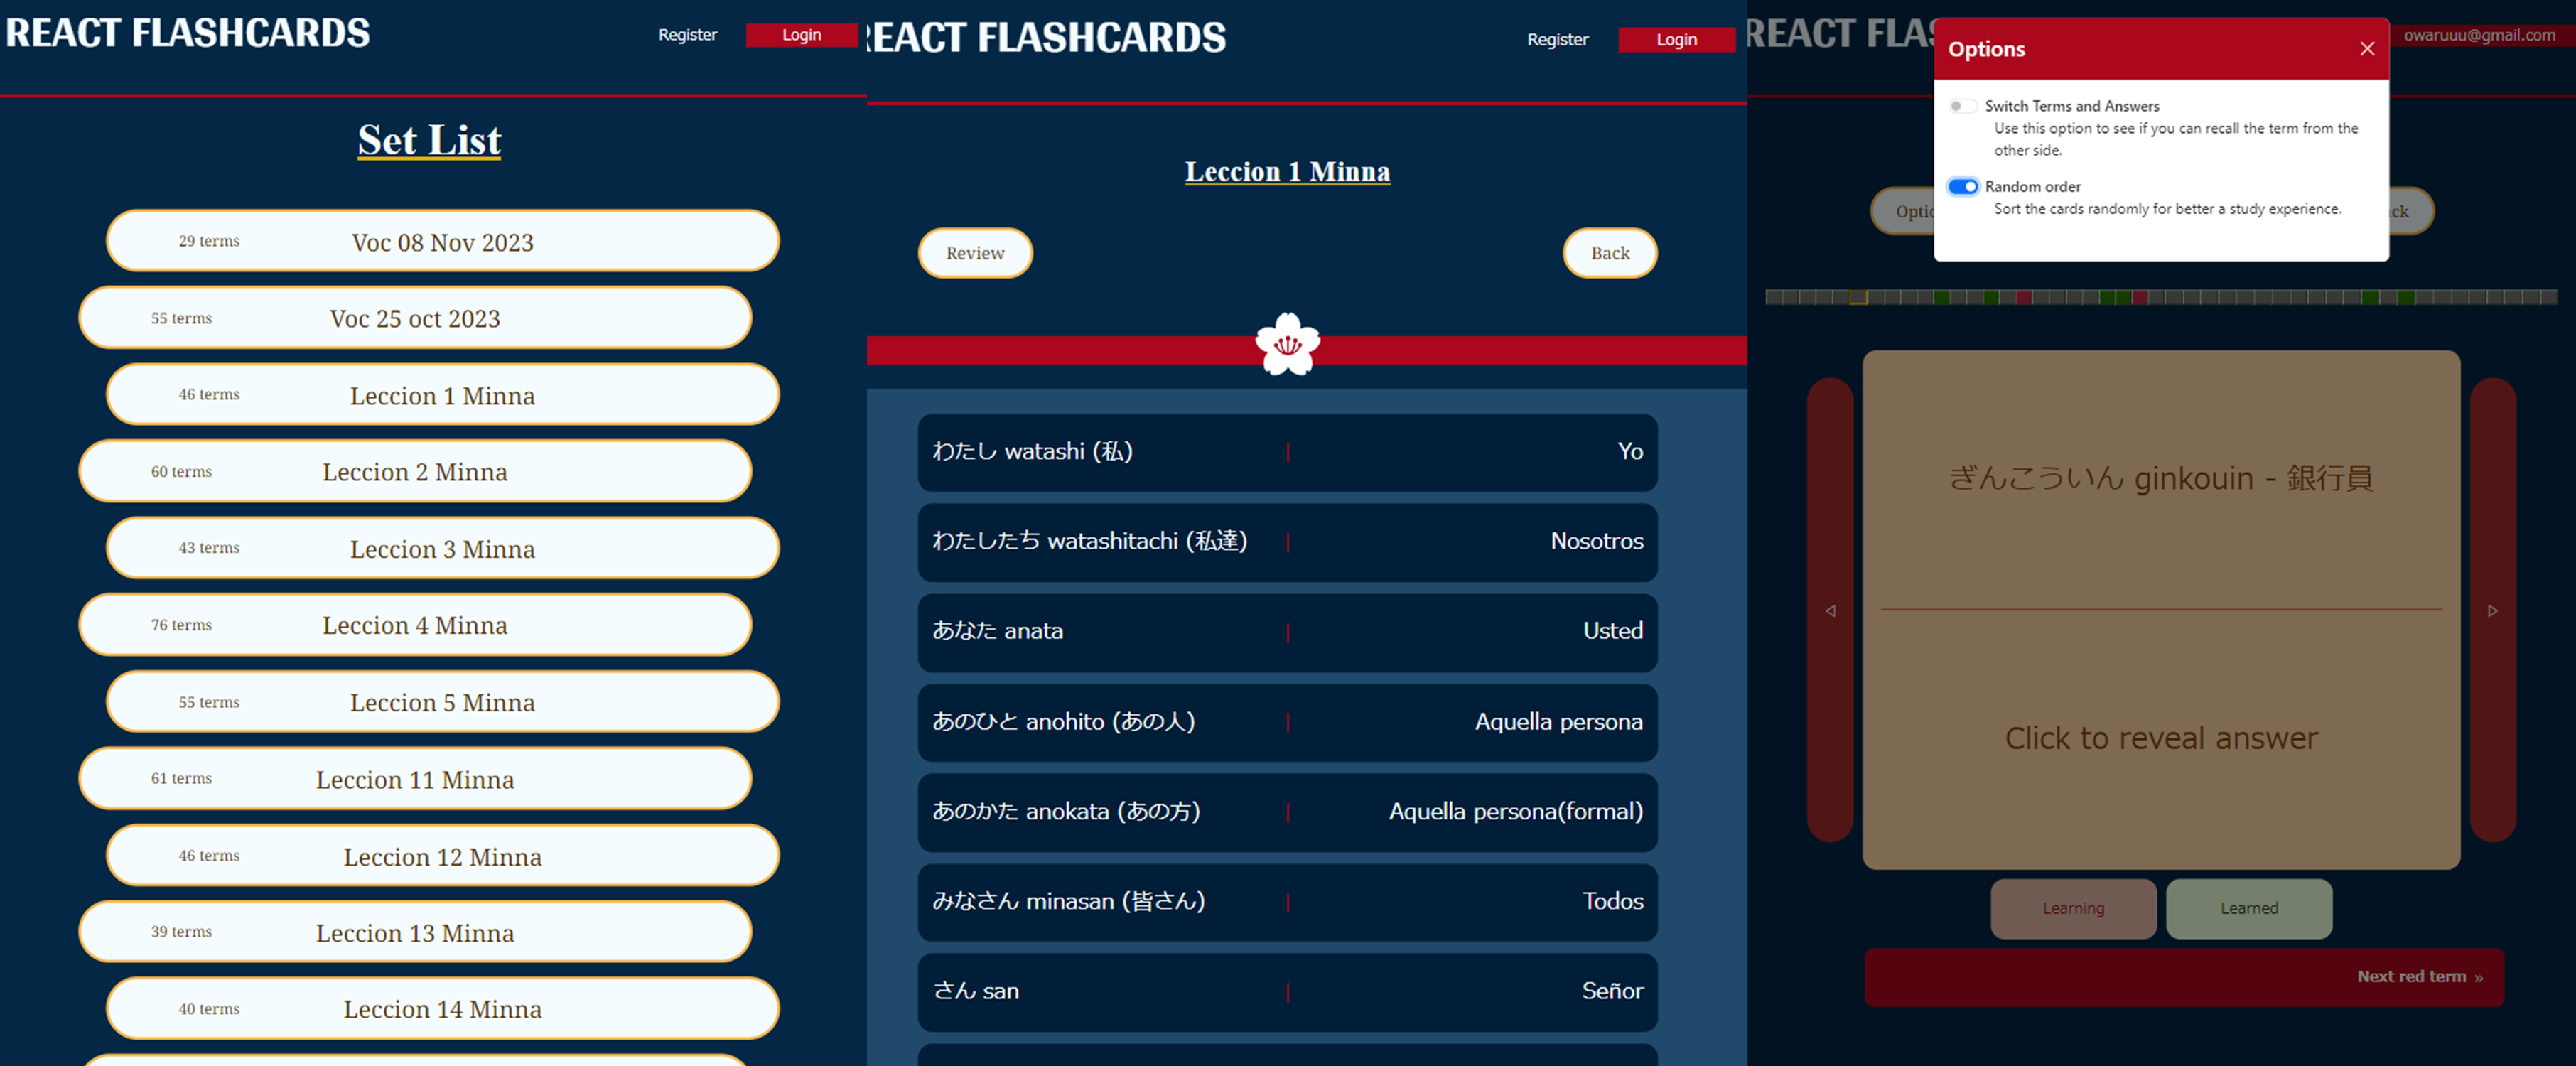 REACT FLASHCARDS
Register
Login
Set List
29 terms Voc 08 Nov 2023
55 terms Voc 25 oct 2023
46 terms Leccion 1 Minna
60 terms Leccion 2 Minna
43 terms Leccion 3 Minna
76 terms Leccion 4 Minna
55 terms Leccion 5 Minna
61 terms Leccion 11 Minna
46 terms Leccion 12 Minna
39 terms Leccion 13 Minna
40 terms Leccion 14 Minna
REACT FLASHCARDS
Register
Login
Leccion 1 Minna
Review
Back
わたし watashi (私) | Yo
わたしたち watashitachi (私達) | Nosotros
あなた anata | Usted
あのひと anohito (あの人) | Aquella persona
あのかた anokata (あの方) | Aquella persona(formal)
みなさん minasan (皆さん) | Todos
さん san | Señor
REACT FLAS
owaruuu@gmail.com
Options
Switch Terms and Answers
Use this option to see if you can recall the term from the
other side.
Random order
Sort the cards randomly for better a study experience.
Optio
ck
ぎんこういん ginkouin - 銀行員
Click to reveal answer
Learning
Learned
Next red term »